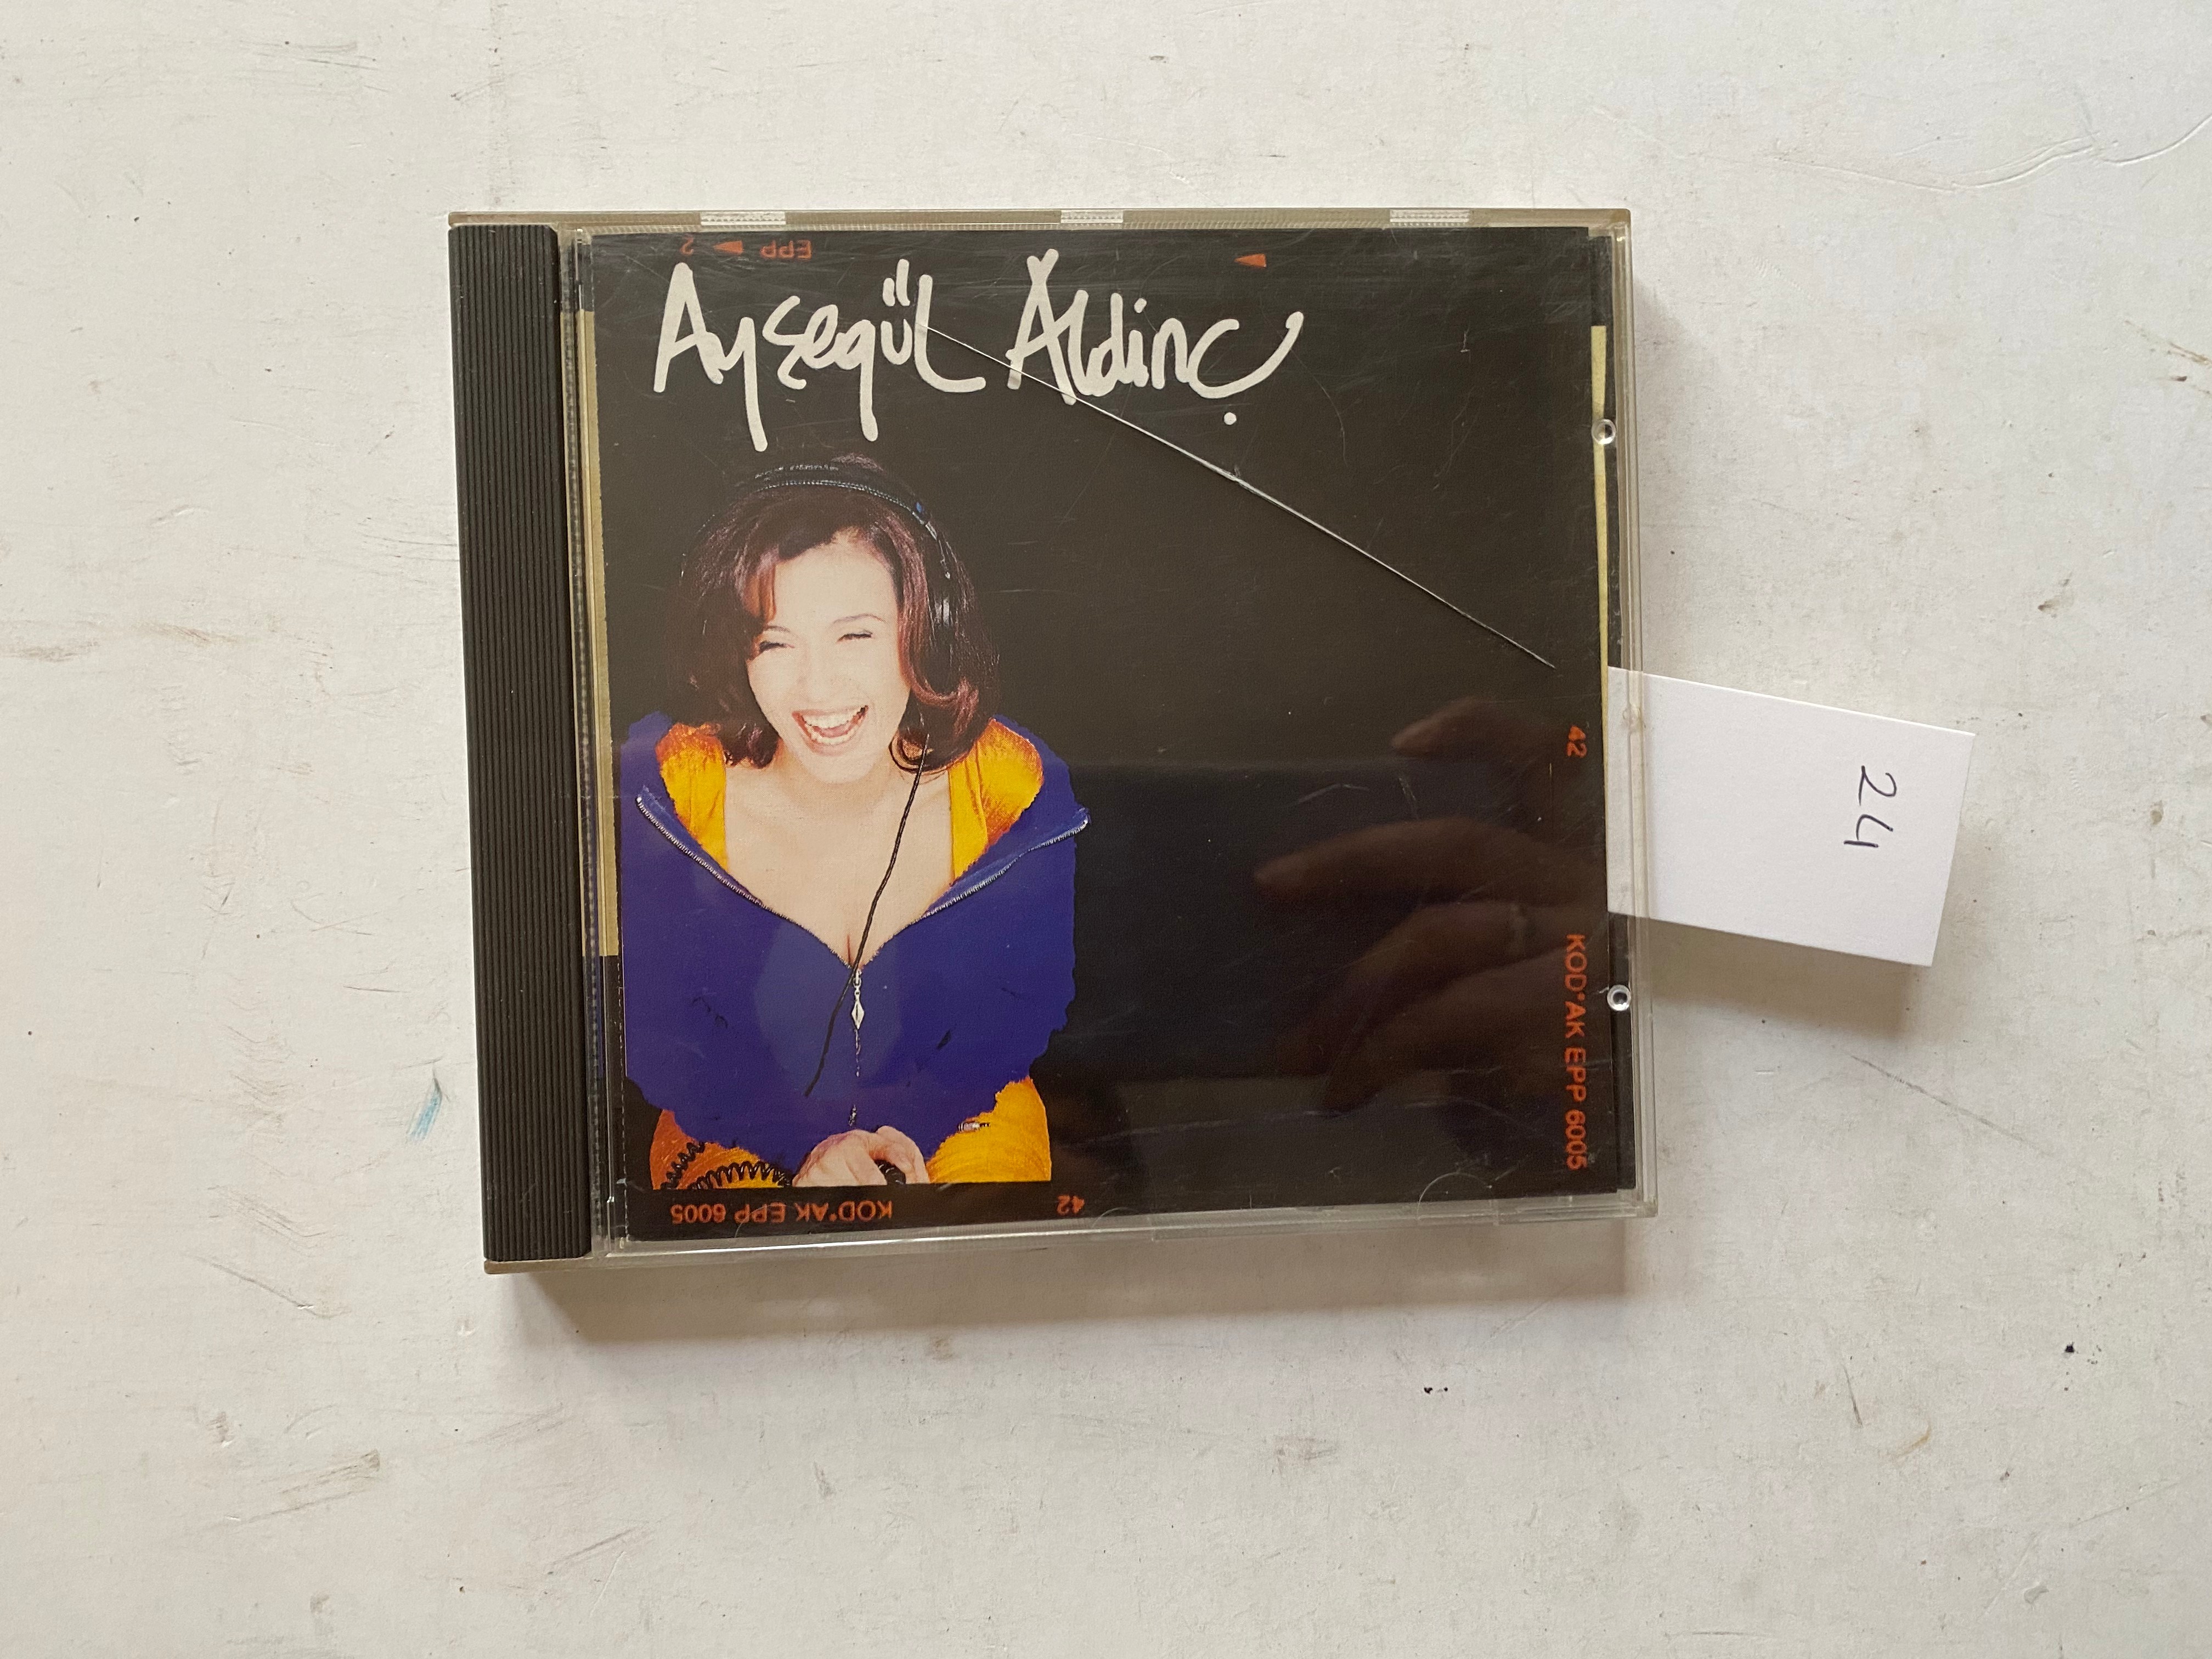 2 EPP
Ayşegül Aldinç
42
KOD'AK EPP 6005
24
KOD'AK EPP 6005
42